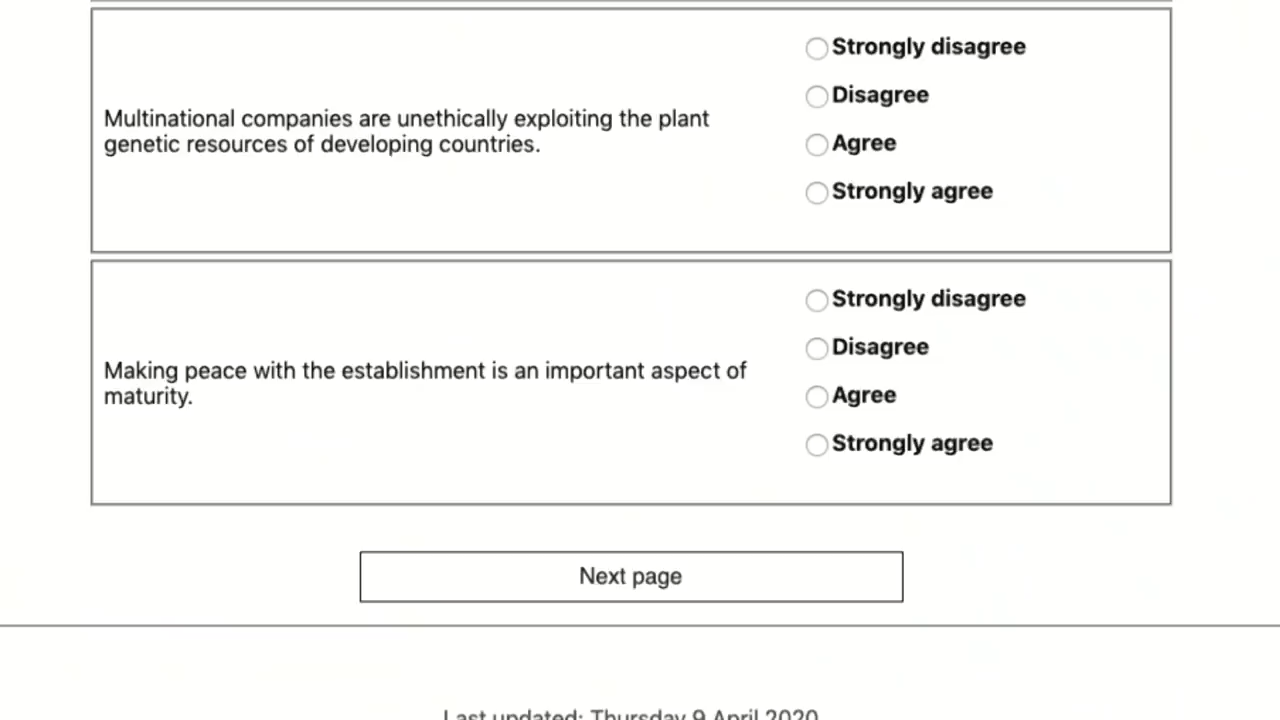 Strongly disagree
Disagree
Multinational companies are unethically exploiting the plant
genetic resources of developing countries.
Agree
Strongly agree
Strongly disagree
Disagree
Making peace with the establishment is an important aspect of
maturity.
Agree
Strongly agree
Next page
Last updated: Thursday 9 April 2020